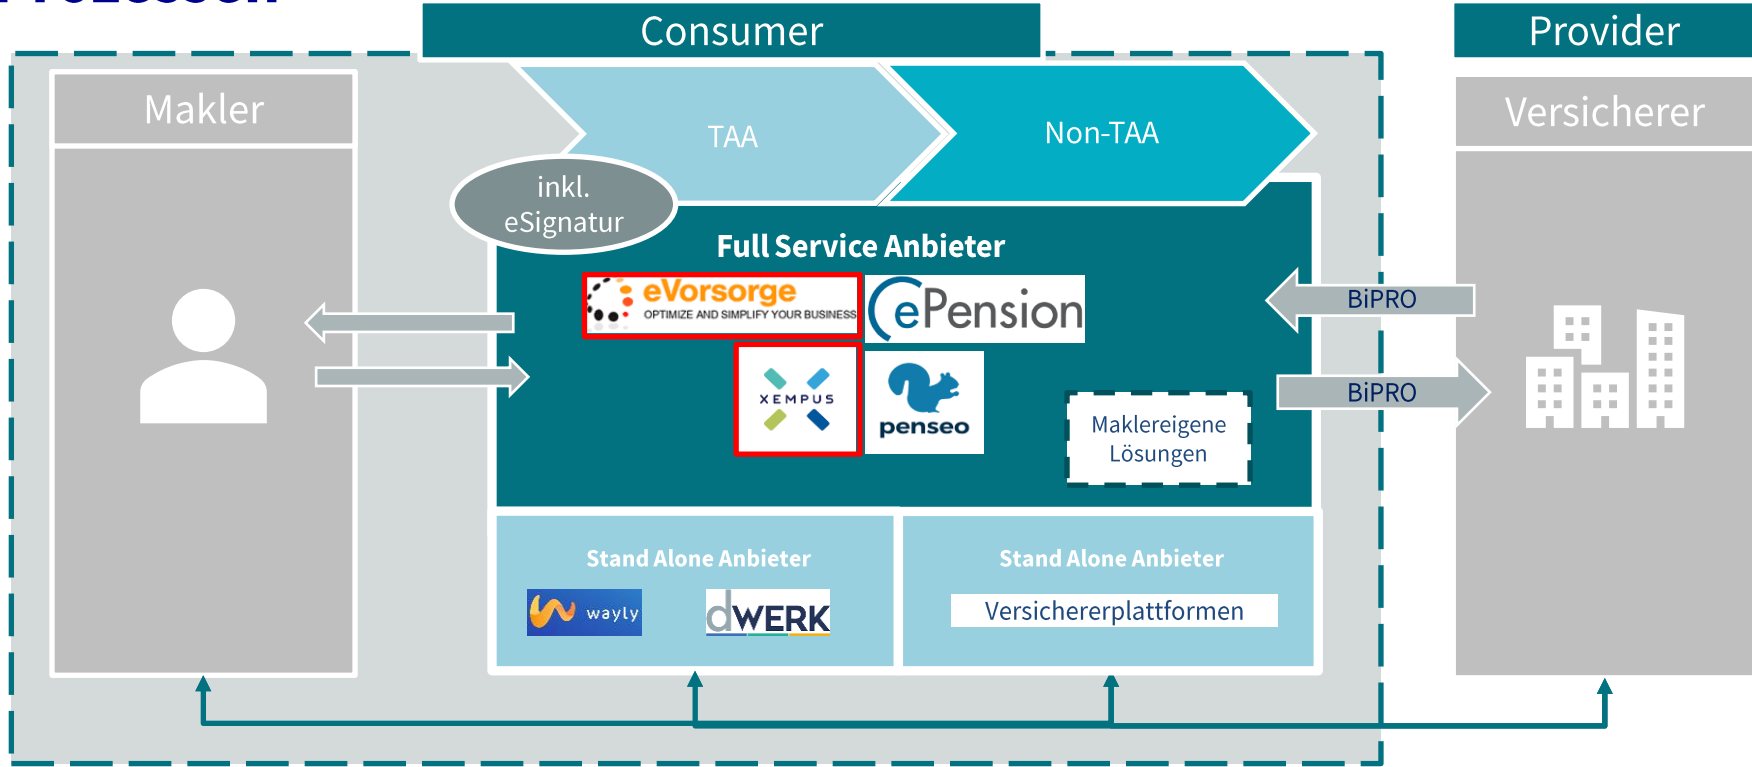 Prozessen
Consumer
Provider
Makler
TAA
Non-TAA
Versicherer
inkl.
eSignatur
Full Service Anbieter
eVorsorge
OPTIMIZE AND SIMPLIFY YOUR BUSINESS
ePension
BiPRO
XEMPUS
penseo
BiPRO
Maklereigene
Lösungen
Stand Alone Anbieter
Stand Alone Anbieter
wayly
dWERK
Versichererplattformen